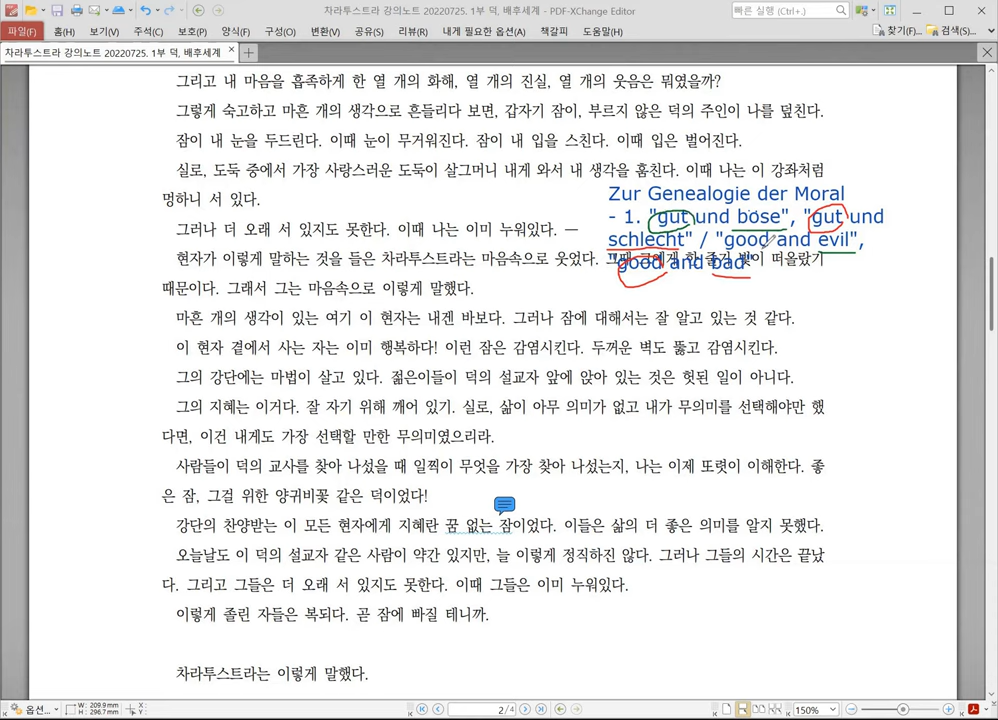 차라투스트라 강의노트 20220725. 1부 덕, 배후세계 - PDF-XChange Editor
빠른 실행 (Ctrl+.)
파일(F) 홈(H) 보기(V) 주석(C) 보호(P) 양식(F) 구성(O) 변환(V) 공유(S) 리뷰(R) 내게 필요한 옵션(A) 책갈피 도움말(H) 찾기(F)... 검색(S)...
차라투스트라 강의노트 20220725. 1부 덕, 배후세계
그리고 내 마음을 흡족하게 한 열 개의 화해, 열 개의 진실, 열 개의 웃음은 뭐였을까?
그렇게 숙고하고 마흔 개의 생각으로 흔들리다 보면, 갑자기 잠이, 부르지 않은 덕의 주인이 나를 덮친다.
잠이 내 눈을 두드린다. 이때 눈이 무거워진다. 잠이 내 입을 스친다. 이때 입은 벌어진다.
실로, 도둑 중에서 가장 사랑스러운 도둑이 살그머니 내게 와서 내 생각을 훔친다. 이때 나는 이 강좌처럼
멍하니 서 있다.
Zur Genealogie der Moral
- 1. "gut und böse", "gut und
schlecht" / "good and evil",
"good and bad"
그러나 더 오래 서 있지도 못한다. 이때 나는 이미 누워있다. —
현자가 이렇게 말하는 것을 들은 차라투스트라는 마음속으로 웃었다. 그때 그에게 한 줄기 빛이 떠올랐기
때문이다. 그래서 그는 마음속으로 이렇게 말했다.
마흔 개의 생각이 있는 여기 이 현자는 내겐 바보다. 그러나 잠에 대해서는 잘 알고 있는 것 같다.
이 현자 곁에서 사는 자는 이미 행복하다! 이런 잠은 감염시킨다. 두꺼운 벽도 뚫고 감염시킨다.
그의 강단에는 마법이 살고 있다. 젊은이들이 덕의 설교자 앞에 앉아 있는 것은 헛된 일이 아니다.
그의 지혜는 이거다. 잘 자기 위해 깨어 있기. 실로, 삶이 아무 의미가 없고 내가 무의미를 선택해야만 했
다면, 이건 내게도 가장 선택할 만한 무의미였으리라.
사람들이 덕의 교사를 찾아 나섰을 때 일찍이 무엇을 가장 찾아 나섰는지, 나는 이제 또렷이 이해한다. 좋
은 잠, 그걸 위한 양귀비꽃 같은 덕이었다!
강단의 찬양받는 이 모든 현자에게 지혜란 꿈 없는 잠이었다. 이들은 삶의 더 좋은 의미를 알지 못했다.
오늘날도 이 덕의 설교자 같은 사람이 약간 있지만, 늘 이렇게 정직하진 않다. 그러나 그들의 시간은 끝났
다. 그리고 그들은 더 오래 서 있지도 못한다. 이때 그들은 이미 누워있다.
이렇게 졸린 자들은 복되다. 곧 잠에 빠질 테니까.
차라투스트라는 이렇게 말했다.
옵션... W: 209.9 mm H: 296.7 mm X: Y: 2 / 4 150%